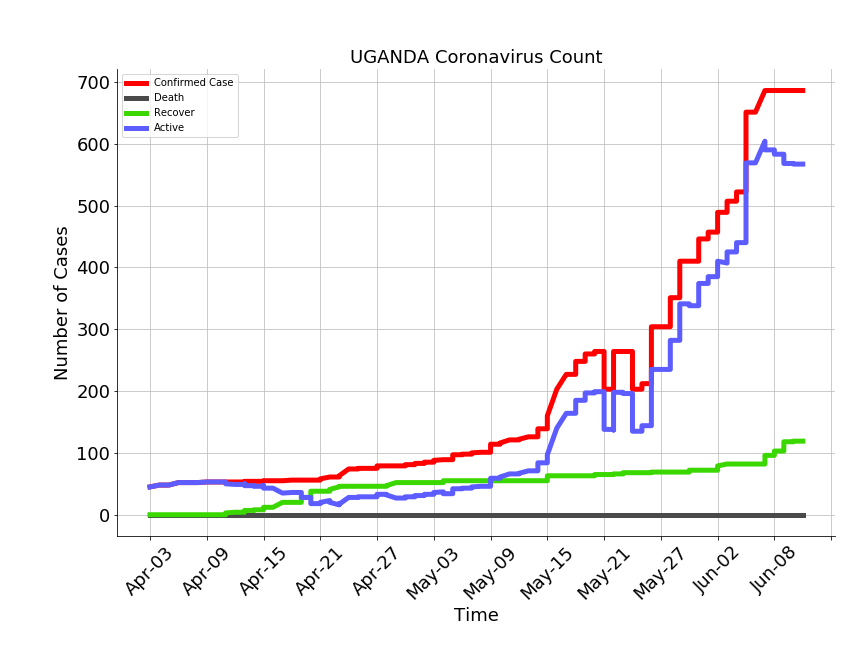 UGANDA Coronavirus Count
Confirmed Case
Death
Recover
Active
Number of Cases
700
600
500
400
300
200
100
0
Apr-03
Apr-09
Apr-15
Apr-21
Apr-27
May-03
May-09
May-15
May-21
May-27
Jun-02
Jun-08
Time